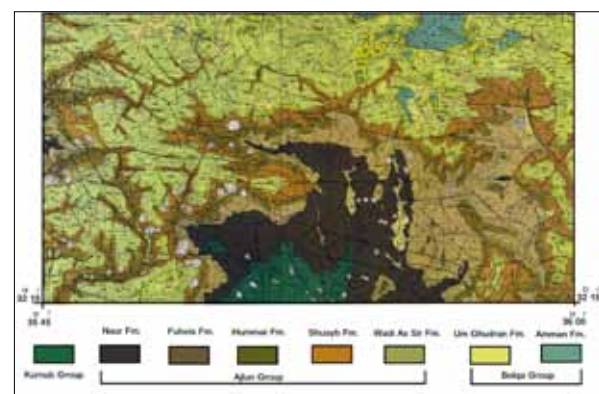 32 15
32 15
35 45
36 00
Naur Fm.
Fuheis Fm.
Hummar Fm.
Shuayb Fm.
Wadi As Sir Fm.
Um Ghudran Fm.
Amman Fm.
Kurnub Group
Ajlun Group
Belqa Group